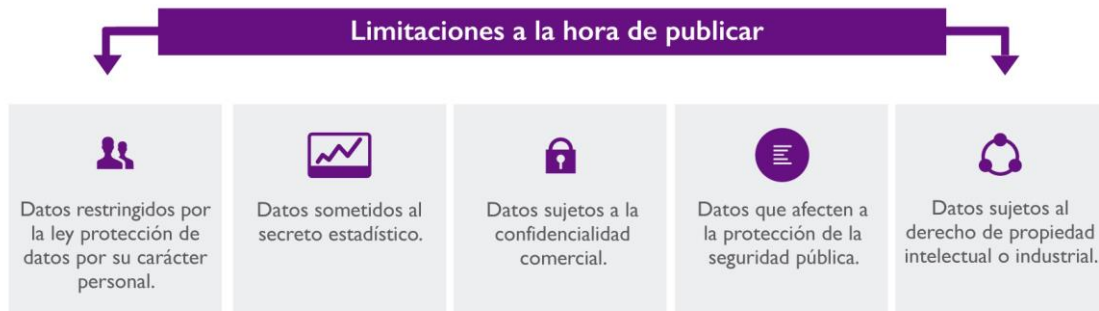 Limitaciones a la hora de publicar
Datos restringidos por
la ley protección de
datos por su carácter
personal.
Datos sometidos al
secreto estadístico.
Datos sujetos a la
confidencialidad
comercial.
Datos que afecten a
la protección de la
seguridad pública.
Datos sujetos al
derecho de propiedad
intelectual o industrial.